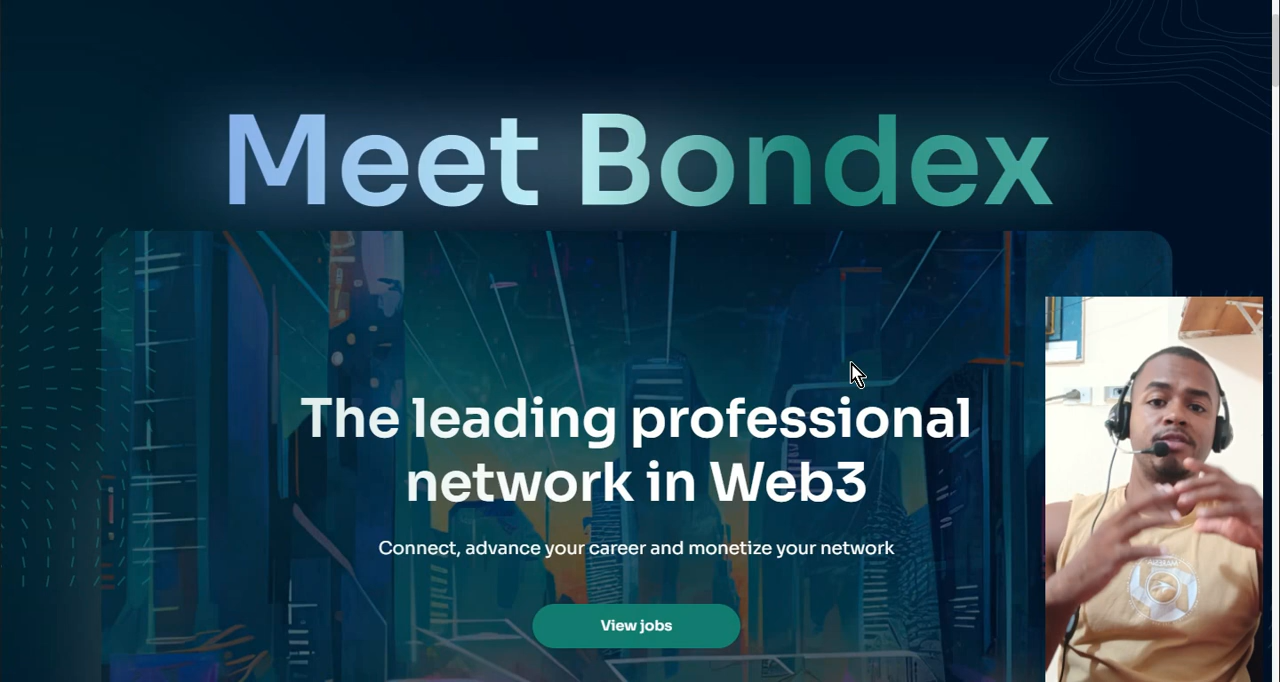 Meet Bondex
The leading professional
network in Web3
Connect, advance your career and monetize your network
View jobs